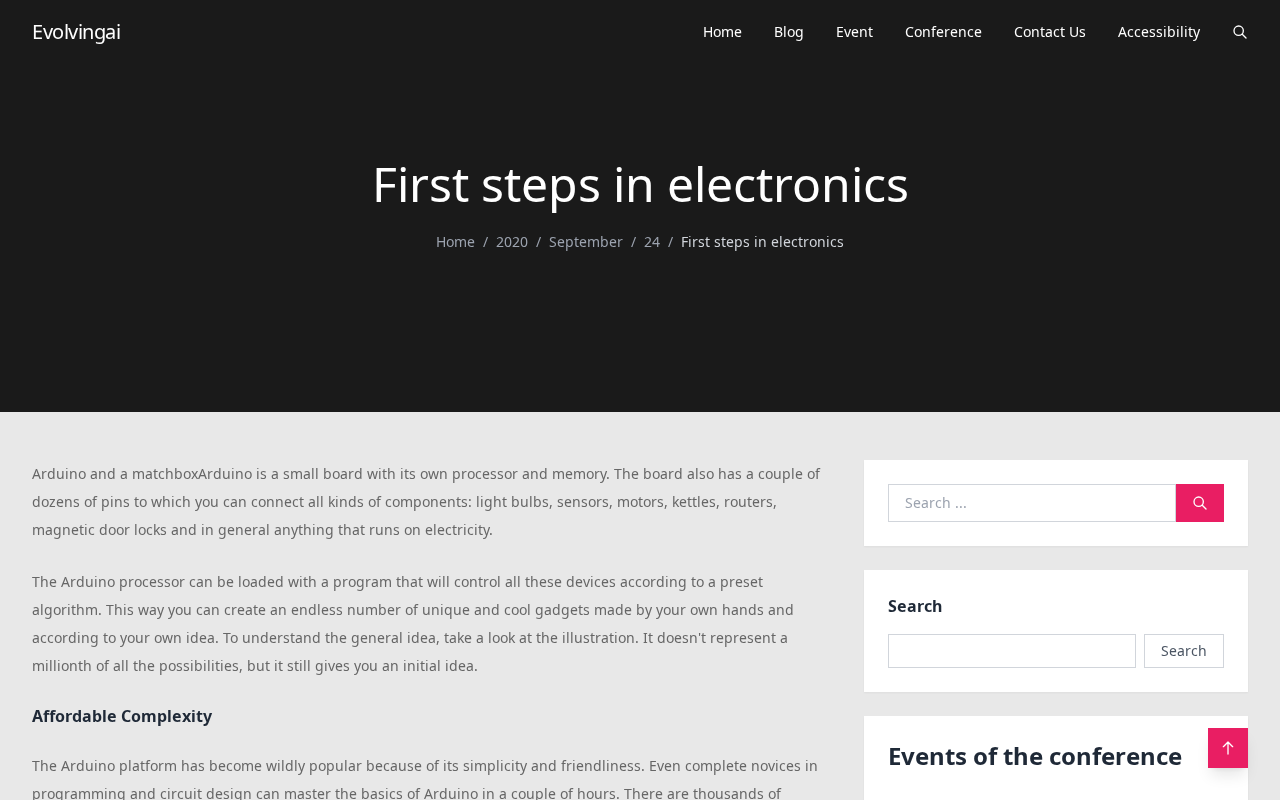 Evolvingai
Home Blog Event Conference Contact Us Accessibility
First steps in electronics
Home / 2020 / September / 24 / First steps in electronics
Arduino and a matchboxArduino is a small board with its own processor and memory. The board also has a couple of
dozens of pins to which you can connect all kinds of components: light bulbs, sensors, motors, kettles, routers,
magnetic door locks and in general anything that runs on electricity.
The Arduino processor can be loaded with a program that will control all these devices according to a preset
algorithm. This way you can create an endless number of unique and cool gadgets made by your own hands and
according to your own idea. To understand the general idea, take a look at the illustration. It doesn't represent a
millionth of all the possibilities, but it still gives you an initial idea.
Affordable Complexity
The Arduino platform has become wildly popular because of its simplicity and friendliness. Even complete novices in
programming and circuit design can master the basics of Arduino in a couple of hours. There are thousands of
Search ...
Search
Search
Events of the conference